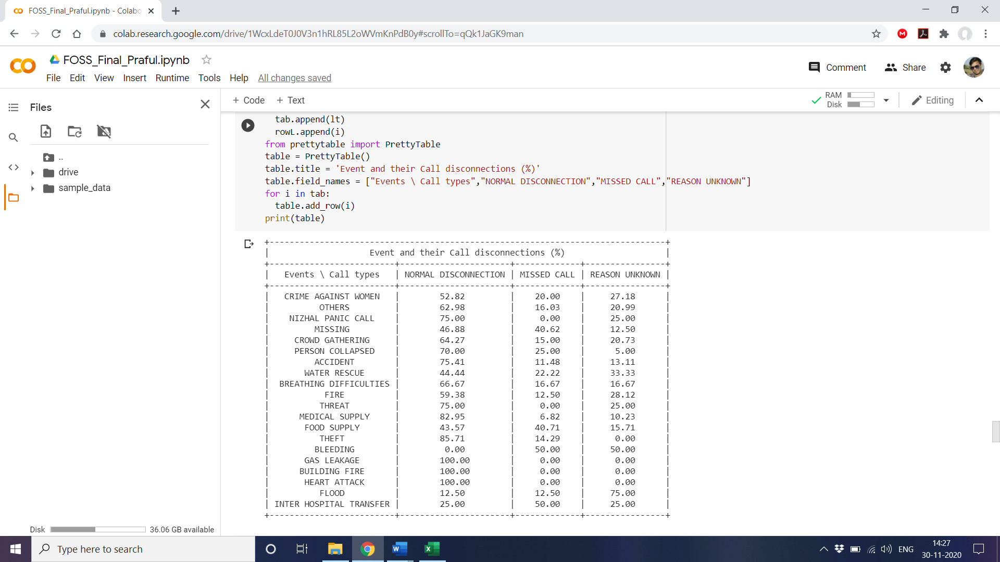 FOSS_Final_Praful.ipynb - Colabo
colab.research.google.com/drive/1WcxLdeT0J0V3n1hRL85L2oWVmKnPdB0y#scrollTo=qQk1JaGK9man
FOSS_Final_Praful.ipynb
File Edit View Insert Runtime Tools Help All changes saved
Comment Share
Files
+ Code + Text
RAM
Disk
Editing
..
drive
sample_data
Disk 36.06 GB available
tab.append(lt)
rowL.append(i)
from prettytable import PrettyTable
table = PrettyTable()
table.title = 'Event and their Call disconnections (%)'
table.field_names = ["Events \ Call types","NORMAL DISCONNECTION","MISSED CALL","REASON UNKNOWN"]
for i in tab:
table.add_row(i)
print(table)
+-------------------------------------------------------------------------------+
| Event and their Call disconnections (%) |
+-------------------------+----------------------+-------------+----------------+
| Events \ Call types | NORMAL DISCONNECTION | MISSED CALL | REASON UNKNOWN |
+-------------------------+----------------------+-------------+----------------+
| CRIME AGAINST WOMEN | 52.82 | 20.00 | 27.18 |
| OTHERS | 62.98 | 16.03 | 20.99 |
| NIZHAL PANIC CALL | 75.00 | 0.00 | 25.00 |
| MISSING | 46.88 | 40.62 | 12.50 |
| CROWD GATHERING | 64.27 | 15.00 | 20.73 |
| PERSON COLLAPSED | 70.00 | 25.00 | 5.00 |
| ACCIDENT | 75.41 | 11.48 | 13.11 |
| WATER RESCUE | 44.44 | 22.22 | 33.33 |
| BREATHING DIFFICULTIES | 66.67 | 16.67 | 16.67 |
| FIRE | 59.38 | 12.50 | 28.12 |
| THREAT | 75.00 | 0.00 | 25.00 |
| MEDICAL SUPPLY | 82.95 | 6.82 | 10.23 |
| FOOD SUPPLY | 43.57 | 40.71 | 15.71 |
| THEFT | 85.71 | 14.29 | 0.00 |
| BLEEDING | 0.00 | 50.00 | 50.00 |
| GAS LEAKAGE | 100.00 | 0.00 | 0.00 |
| BUILDING FIRE | 100.00 | 0.00 | 0.00 |
| HEART ATTACK | 100.00 | 0.00 | 0.00 |
| FLOOD | 12.50 | 12.50 | 75.00 |
| INTER HOSPITAL TRANSFER | 25.00 | 50.00 | 25.00 |
+-------------------------+----------------------+-------------+----------------+
Type here to search
ENG
14:27
30-11-2020